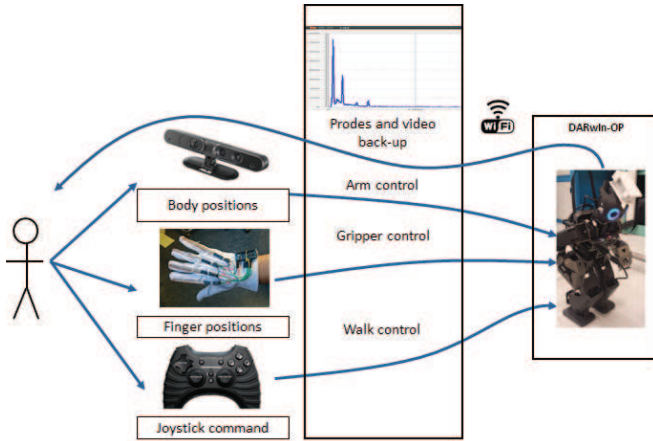 Prodes and video
back-up
WiFi
DARwIn-OP
Arm control
Body positions
Gripper control
Finger positions
Walk control
Joystick command